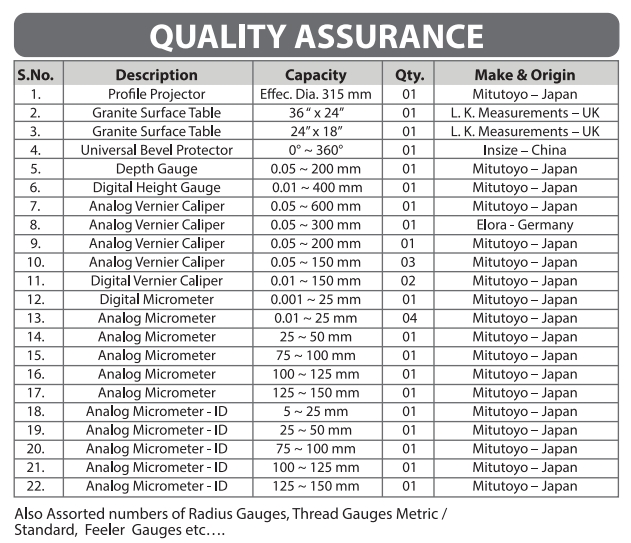 QUALITY ASSURANCE
S.No. Description Capacity Qty. Make & Origin
1. Profile Projector Effec. Dia. 315 mm 01 Mitutoyo – Japan
2. Granite Surface Table 36 “ x 24” 01 L. K. Measurements – UK
3. Granite Surface Table 24” x 18” 01 L. K. Measurements – UK
4. Universal Bevel Protector 0° ~ 360° 01 Insize – China
5. Depth Gauge 0.05 ~ 200 mm 01 Mitutoyo – Japan
6. Digital Height Gauge 0.01 ~ 400 mm 01 Mitutoyo – Japan
7. Analog Vernier Caliper 0.05 ~ 600 mm 01 Mitutoyo – Japan
8. Analog Vernier Caliper 0.05 ~ 300 mm 01 Elora - Germany
9. Analog Vernier Caliper 0.05 ~ 200 mm 01 Mitutoyo – Japan
10. Analog Vernier Caliper 0.05 ~ 150 mm 03 Mitutoyo – Japan
11. Digital Vernier Caliper 0.01 ~ 150 mm 02 Mitutoyo – Japan
12. Digital Micrometer 0.001 ~ 25 mm 01 Mitutoyo – Japan
13. Analog Micrometer 0.01 ~ 25 mm 04 Mitutoyo – Japan
14. Analog Micrometer 25 ~ 50 mm 01 Mitutoyo – Japan
15. Analog Micrometer 75 ~ 100 mm 01 Mitutoyo – Japan
16. Analog Micrometer 100 ~ 125 mm 01 Mitutoyo – Japan
17. Analog Micrometer 125 ~ 150 mm 01 Mitutoyo – Japan
18. Analog Micrometer - ID 5 ~ 25 mm 01 Mitutoyo – Japan
19. Analog Micrometer - ID 25 ~ 50 mm 01 Mitutoyo – Japan
20. Analog Micrometer - ID 75 ~ 100 mm 01 Mitutoyo – Japan
21. Analog Micrometer - ID 100 ~ 125 mm 01 Mitutoyo – Japan
22. Analog Micrometer - ID 125 ~ 150 mm 01 Mitutoyo – Japan
Also Assorted numbers of Radius Gauges, Thread Gauges Metric /
Standard, Feeler Gauges etc….